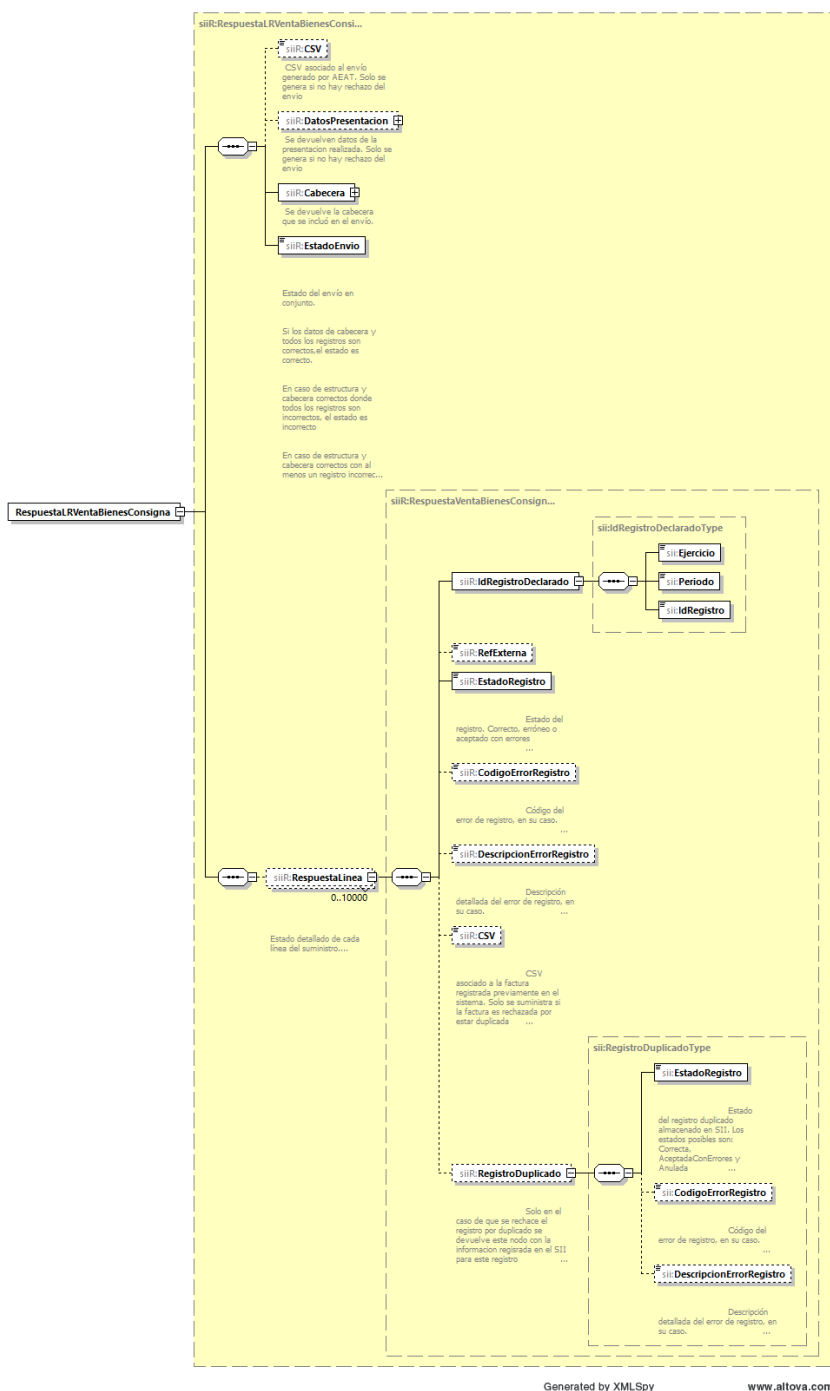 siiR:RespuestaLRVentaBienesConsi...
siiR:CSV
CSV asociado al envío
generado por AEAT. Solo se
genera si no hay rechazo del
envio
siiR:DatosPresentacion
Se devuelven datos de la
presentacion realizada. Solo se
genera si no hay rechazo del
envio
siiR:Cabecera
Se devuelve la cabecera
que se incluó en el envío.
siiR:EstadoEnvio
Estado del envío en
conjunto.
Si los datos de cabecera y
todos los registros son
correctos,el estado es
correcto.
En caso de estructura y
cabecera correctos donde
todos los registros son
incorrectos, el estado es
incorrecto
En caso de estructura y
cabecera correctos con al
menos un registro incorrec...
RespuestaLRVentaBienesConsigna
siiR:RespuestaVentaBienesConsign...
sii:IdRegistroDeclaradoType
siiR:IdRegistroDeclarado
sii:Ejercicio
sii:Periodo
sii:IdRegistro
siiR:RefExterna
siiR:EstadoRegistro
Estado del
registro. Correcto, erróneo o
aceptado con errores
...
siiR:CodigoErrorRegistro
Código del
error de registro, en su caso.
...
siiR:DescripcionErrorRegistro
Descripción
detallada del error de registro, en
su caso. ...
siiR:RespuestaLinea
0..10000
Estado detallado de cada
línea del suministro....
siiR:CSV
CSV
asociado a la factura
registrada previamente en el
sistema. Solo se suministra si
la factura es rechazada por
estar duplicada ...
sii:RegistroDuplicadoType
sii:EstadoRegistro
Estado
del registro duplicado
almacenado en SII. Los
estados posibles son:
Correcta,
AceptadaConErrores y
Anulada ...
siiR:RegistroDuplicado
Solo en el
caso de que se rechace el
registro por duplicado se
devuelve este nodo con la
informacion regisrada en el SII
para este registro ...
sii:CodigoErrorRegistro
Código del
error de registro, en su caso.
...
sii:DescripcionErrorRegistro
Descripción
detallada del error de registro, en
su caso. ...
Generated by XMLSpy
www.altova.com